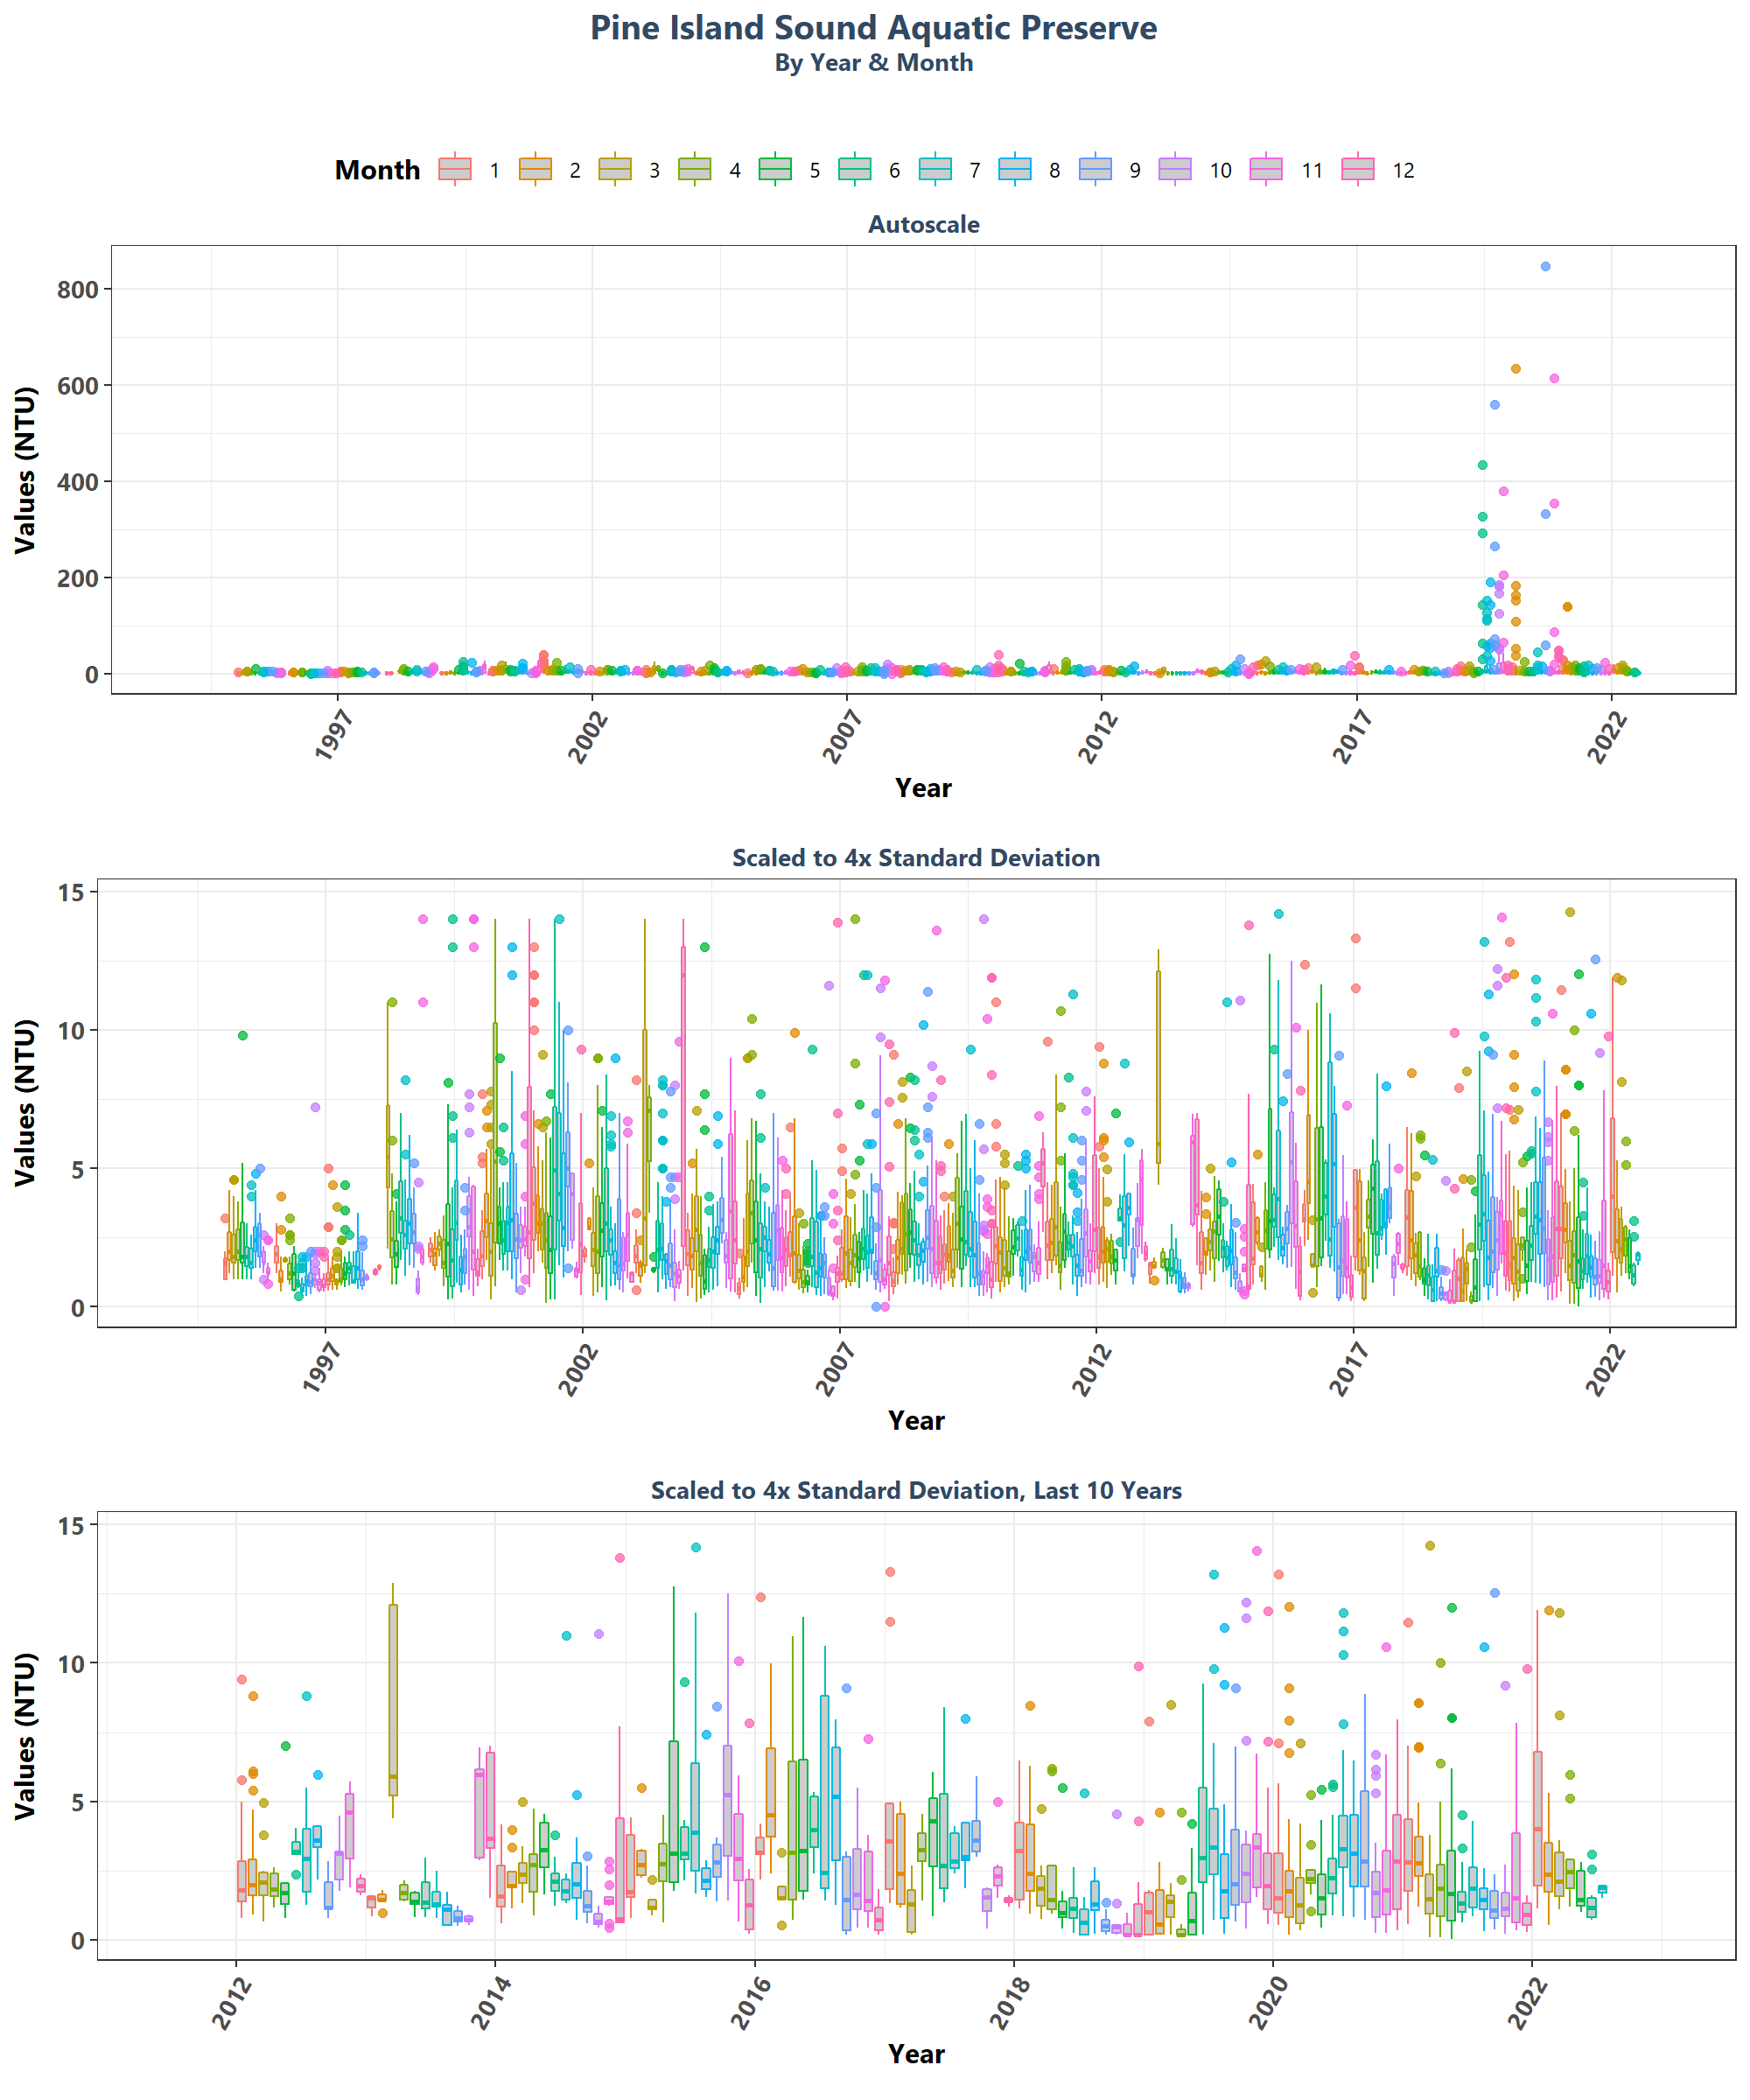 Pine Island Sound Aquatic Preserve
By Year & Month
Month 1 2 3 4 5 6 7 8 9 10 11 12
Autoscale
Values (NTU)
800
600
400
200
0
1997 2002 2007 2012 2017 2022
Year
Scaled to 4x Standard Deviation
Values (NTU)
15
10
5
0
1997 2002 2007 2012 2017 2022
Year
Scaled to 4x Standard Deviation, Last 10 Years
Values (NTU)
15
10
5
0
2012 2014 2016 2018 2020 2022
Year